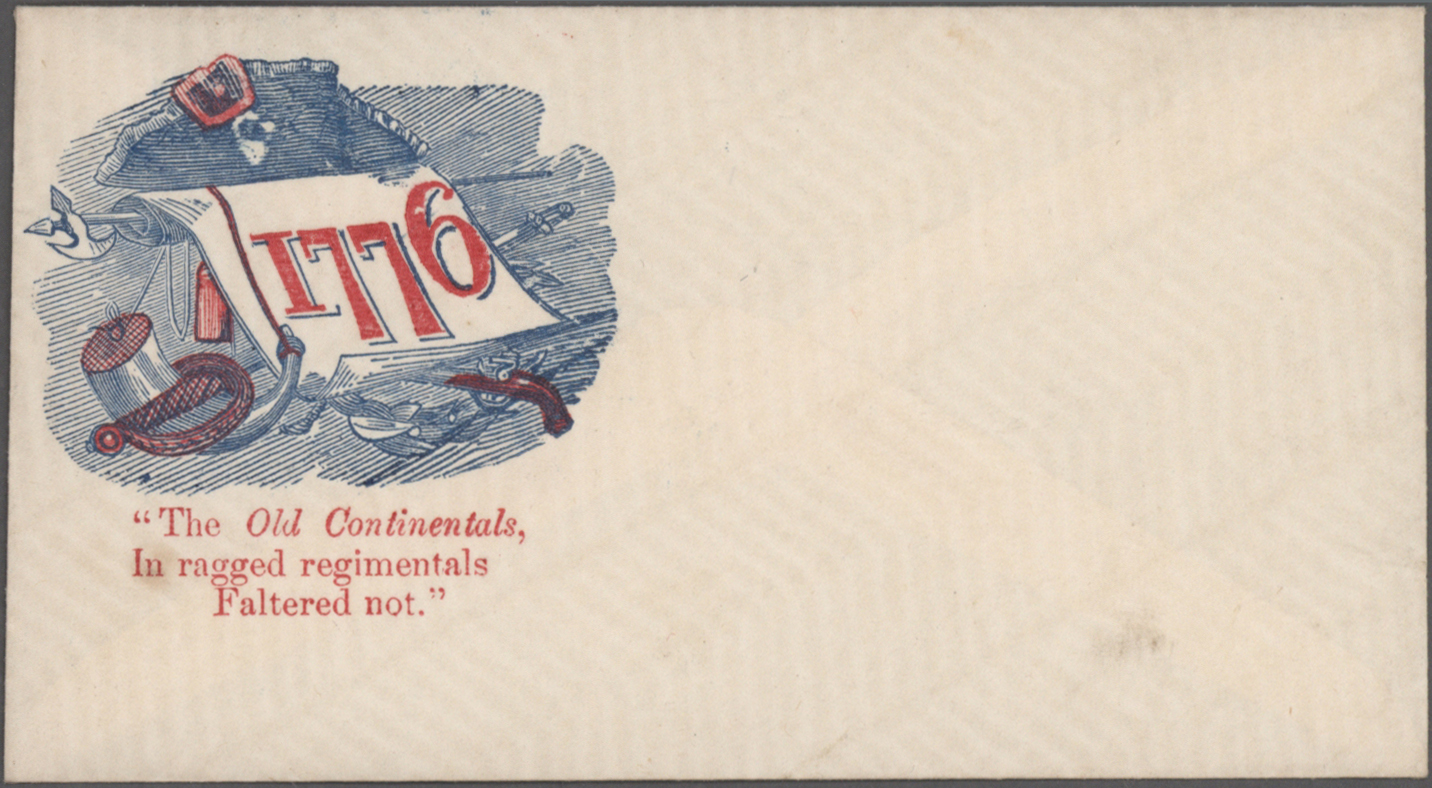 1776
“The Old Continentals,
In ragged regimentals
Faltered not.”